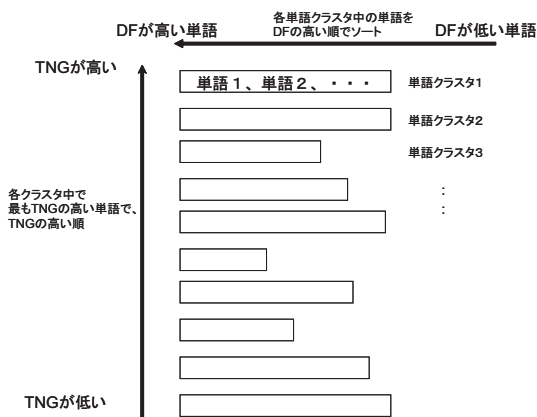 各単語クラスタ中の単語を
DFの高い順でソート
DFが高い単語
DFが低い単語
TNGが高い
単語1、単語2、・・・
単語クラスタ1
単語クラスタ2
単語クラスタ3
:
:
各クラスタ中で
最もTNGの高い単語で、
TNGの高い順
TNGが低い